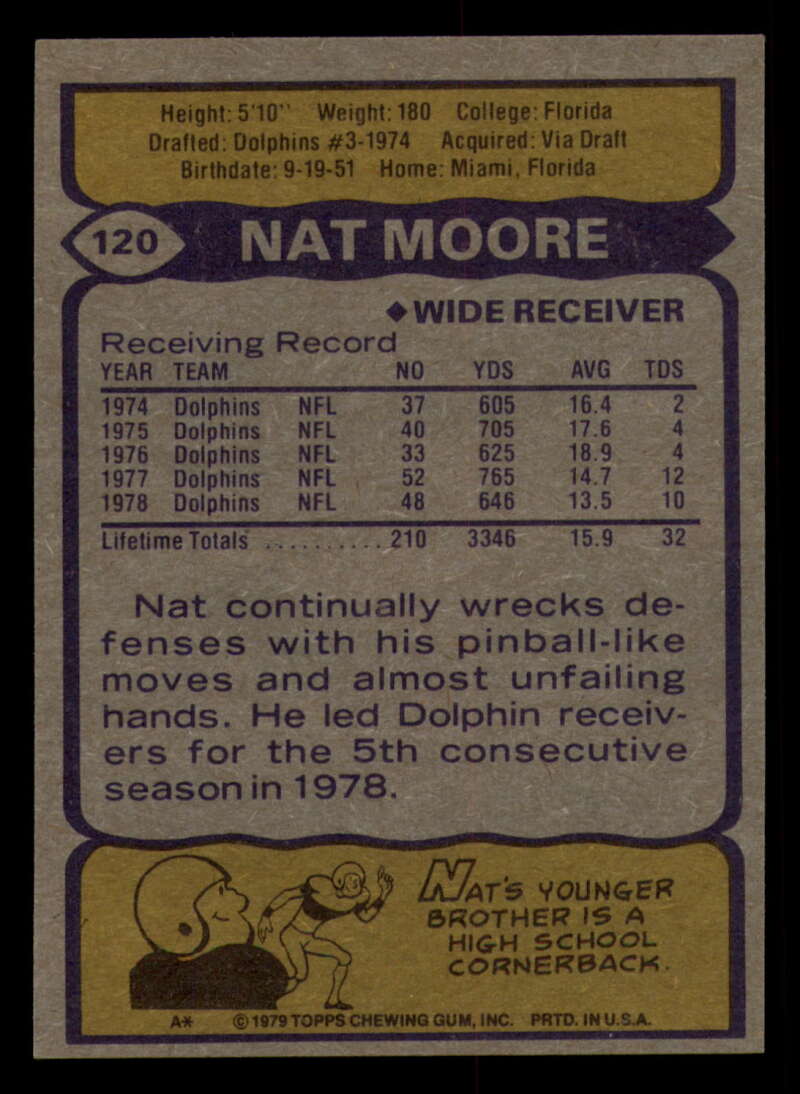 Height: 5'10" Weight: 180 College: Florida
Drafted: Dolphins #3-1974 Acquired: Via Draft
Birthdate: 9-19-51 Home: Miami, Florida
120 NAT MOORE
◆WIDE RECEIVER
Receiving Record
YEAR TEAM NO YDS AVG TDS
1974 Dolphins NFL 37 605 16.4 2
1975 Dolphins NFL 40 705 17.6 4
1976 Dolphins NFL 33 625 18.9 4
1977 Dolphins NFL 52 765 14.7 12
1978 Dolphins NFL 48 646 13.5 10
Lifetime Totals ........... 210 3346 15.9 32
Nat continually wrecks de-
fenses with his pinball-like
moves and almost unfailing
hands. He led Dolphin receiv-
ers for the 5th consecutive
season in 1978.
NAT'S YOUNGER
BROTHER IS A
HIGH SCHOOL
CORNERBACK.
A* © 1979 TOPPS CHEWING GUM, INC. PRTD. IN U.S.A.